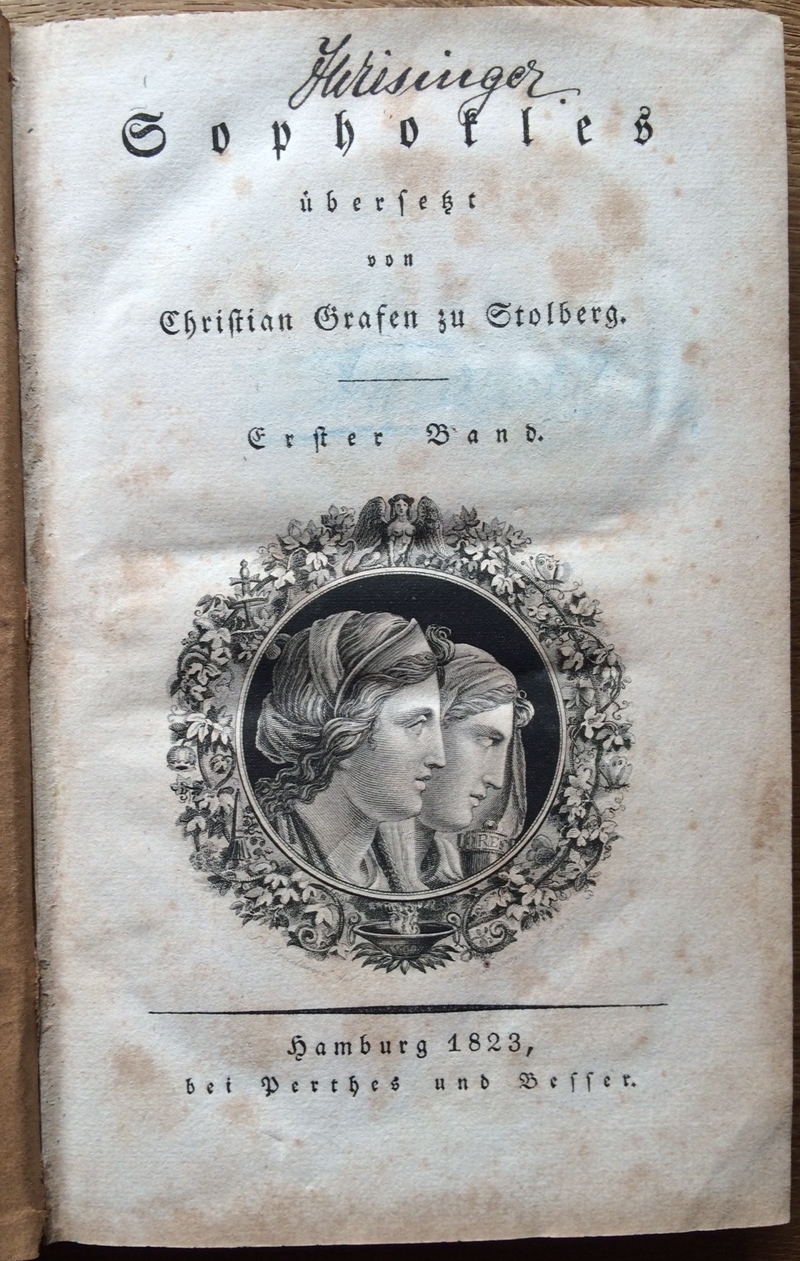 Sophokles
überſetzt
von
Chriſtian Grafen zu Stolberg.
Erſter Band.
Hamburg 1823,
bei Perthes und Beſſer.